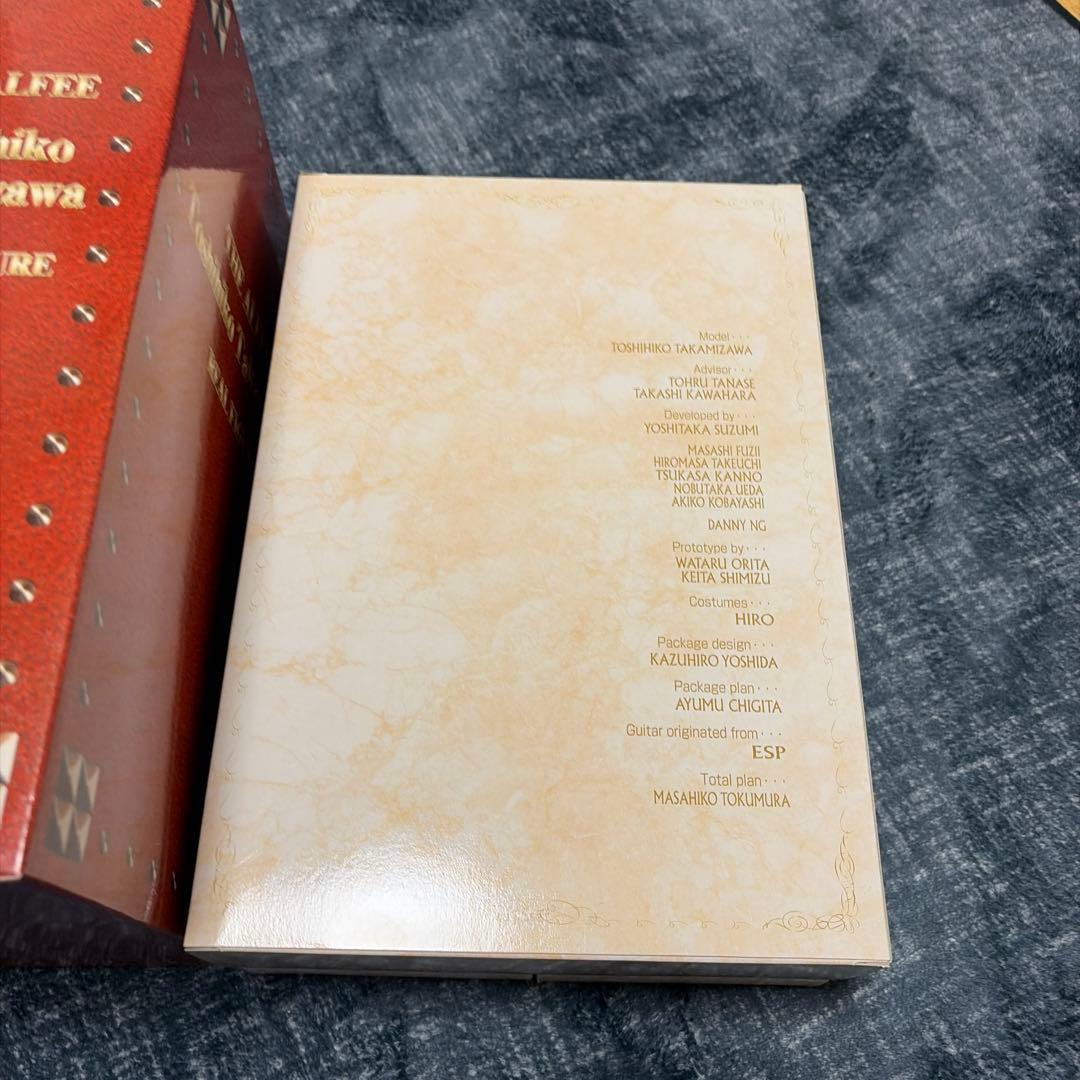 ALFEE
hiko
zawa
URE
THE AL
Model・・・
TOSHIHIKO TAKAMIZAWA
Advisor・・・
TOHRU TANASE
TAKASHI KAWAHARA
Developed by・・・
YOSHITAKA SUZUMI
MASASHI FUZII
HIROMASA TAKEUCHI
TSUKASA KANNO
NOBUTAKA UEDA
AKIKO KOBAYASHI
DANNY NG
Prototype by・・・
WATARU ORITA
KEITA SHIMIZU
Costumes・・・
HIRO
Package design・・・
KAZUHIRO YOSHIDA
Package plan・・・
AYUMU CHIGITA
Guitar originated from・・・
ESP
Total plan・・・
MASAHIKO TOKUMURA